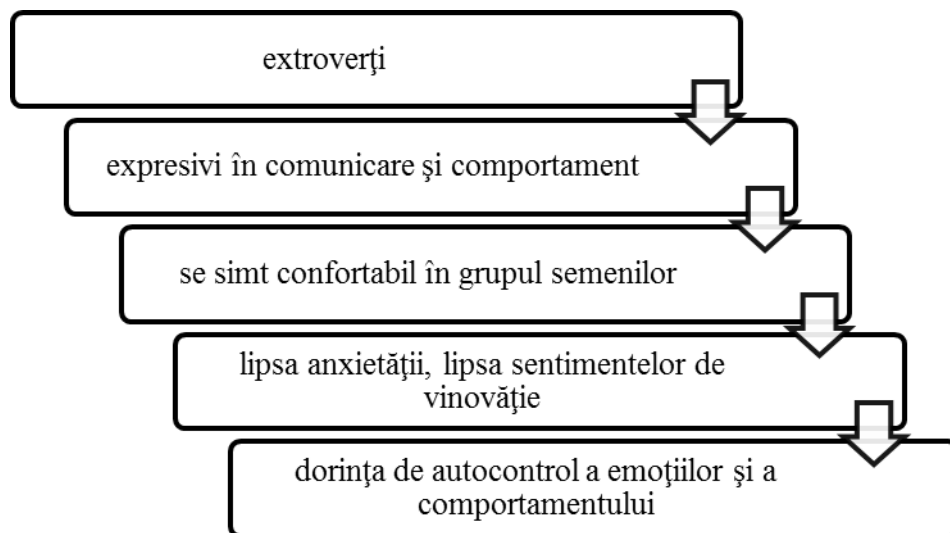 extroverţi
expresivi în comunicare şi comportament
se simt confortabil în grupul semenilor
lipsa anxietăţii, lipsa sentimentelor de
vinovăţie
dorinţa de autocontrol a emoţiilor şi a
comportamentului